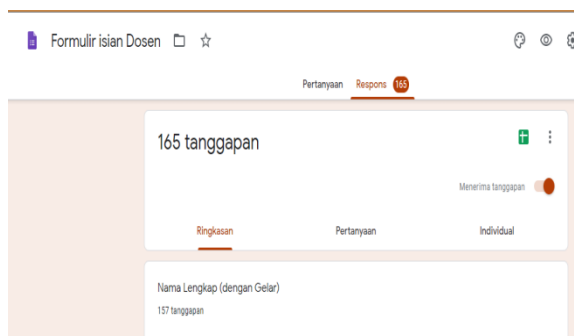 Formulir isian Dosen
Pertanyaan Respons 165
165 tanggapan
Menerima tanggapan
Ringkasan Pertanyaan Individual
Nama Lengkap (dengan Gelar)
157 tanggapan